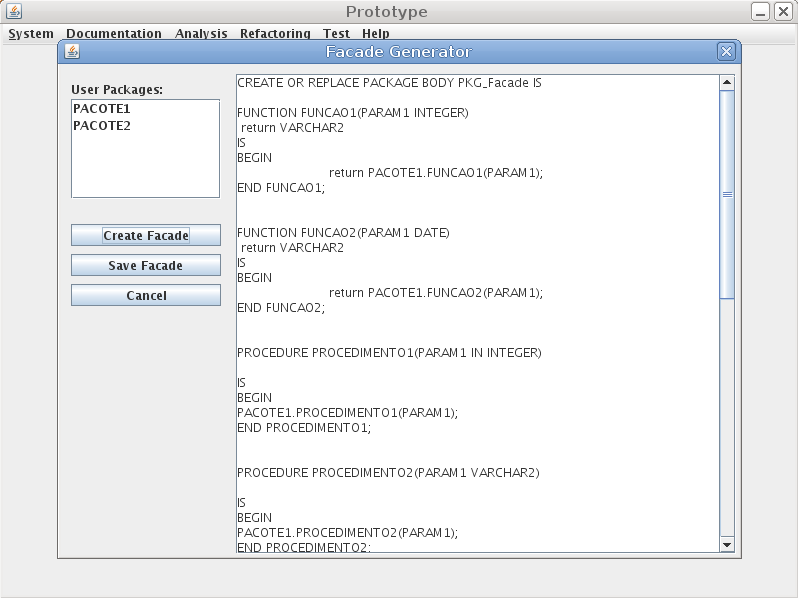 Prototype
System Documentation Analysis Refactoring Test Help
Facade Generator
User Packages:
PACOTE1
PACOTE2
Create Facade
Save Facade
Cancel
CREATE OR REPLACE PACKAGE BODY PKG_Facade IS
FUNCTION FUNCAO1(PARAM1 INTEGER)
return VARCHAR2
IS
BEGIN
return PACOTE1.FUNCAO1(PARAM1);
END FUNCAO1;
FUNCTION FUNCAO2(PARAM1 DATE)
return VARCHAR2
IS
BEGIN
return PACOTE1.FUNCAO2(PARAM1);
END FUNCAO2;
PROCEDURE PROCEDIMENTO1(PARAM1 IN INTEGER)
IS
BEGIN
PACOTE1.PROCEDIMENTO1(PARAM1);
END PROCEDIMENTO1;
PROCEDURE PROCEDIMENTO2(PARAM1 VARCHAR2)
IS
BEGIN
PACOTE1.PROCEDIMENTO2(PARAM1);
END PROCEDIMENTO2;